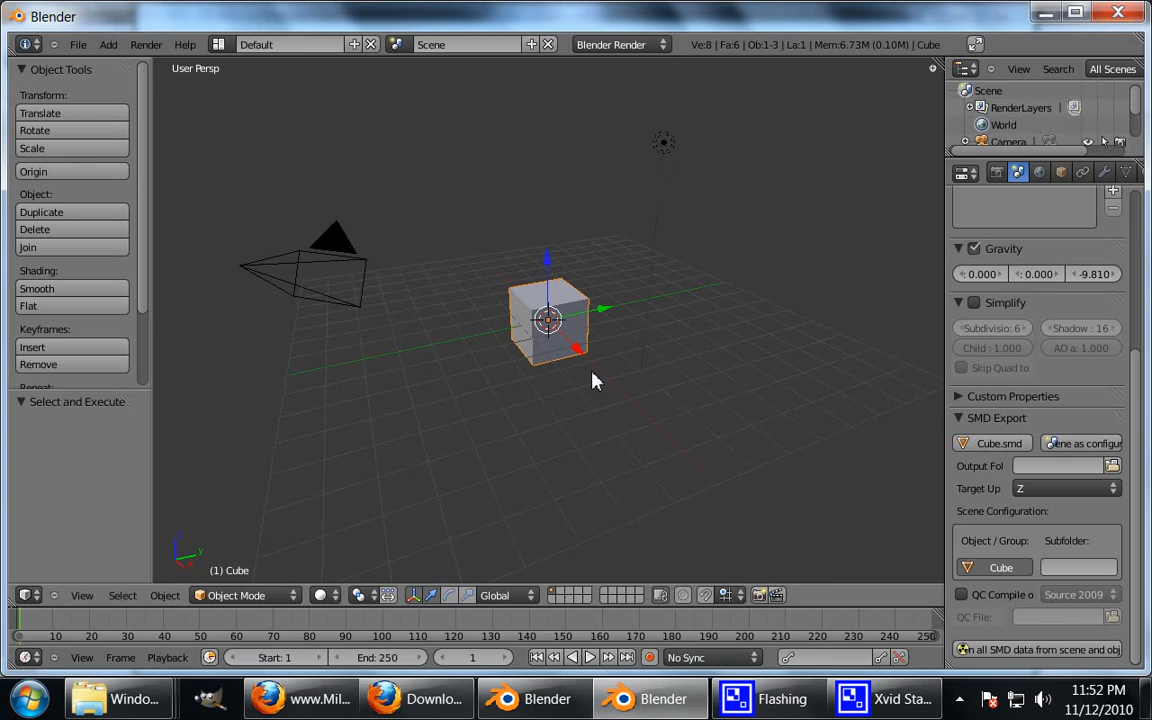 Blender
File Add Render Help Default Scene Blender Render Ve:8 | Fa:6 | Ob:1-3 | La:1 | Mem:6.73M (0.10M) | Cube
Object Tools
Transform:
Translate
Rotate
Scale
Origin
Object:
Duplicate
Delete
Join
Shading:
Smooth
Flat
Keyframes:
Insert
Remove
Repeat:
Select and Execute
User Persp
(1) Cube
View Search All Scenes
Scene
RenderLayers
World
Camera
Gravity
0.000 0.000 -9.810
Simplify
Subdivisio: 6 Shadow : 16
Child : 1.000 AO a: 1.000
Skip Quad to
Custom Properties
SMD Export
Cube.smd ene as configur
Output Fol
Target Up Z
Scene Configuration:
Object / Group: Subfolder:
Cube
QC Compile o Source 2009
QC File:
n all SMD data from scene and obj
View Select Object Object Mode Global
0 10 20 30 40 50 60 70 80 90 100 110 120 130 140 150 160 170 180 190 200 210 220 230 240 250
View Frame Playback Start: 1 End: 250 1 No Sync
Windo... www.Mil... Downlo... Blender Blender Flashing Xvid Sta...
11:52 PM
11/12/2010